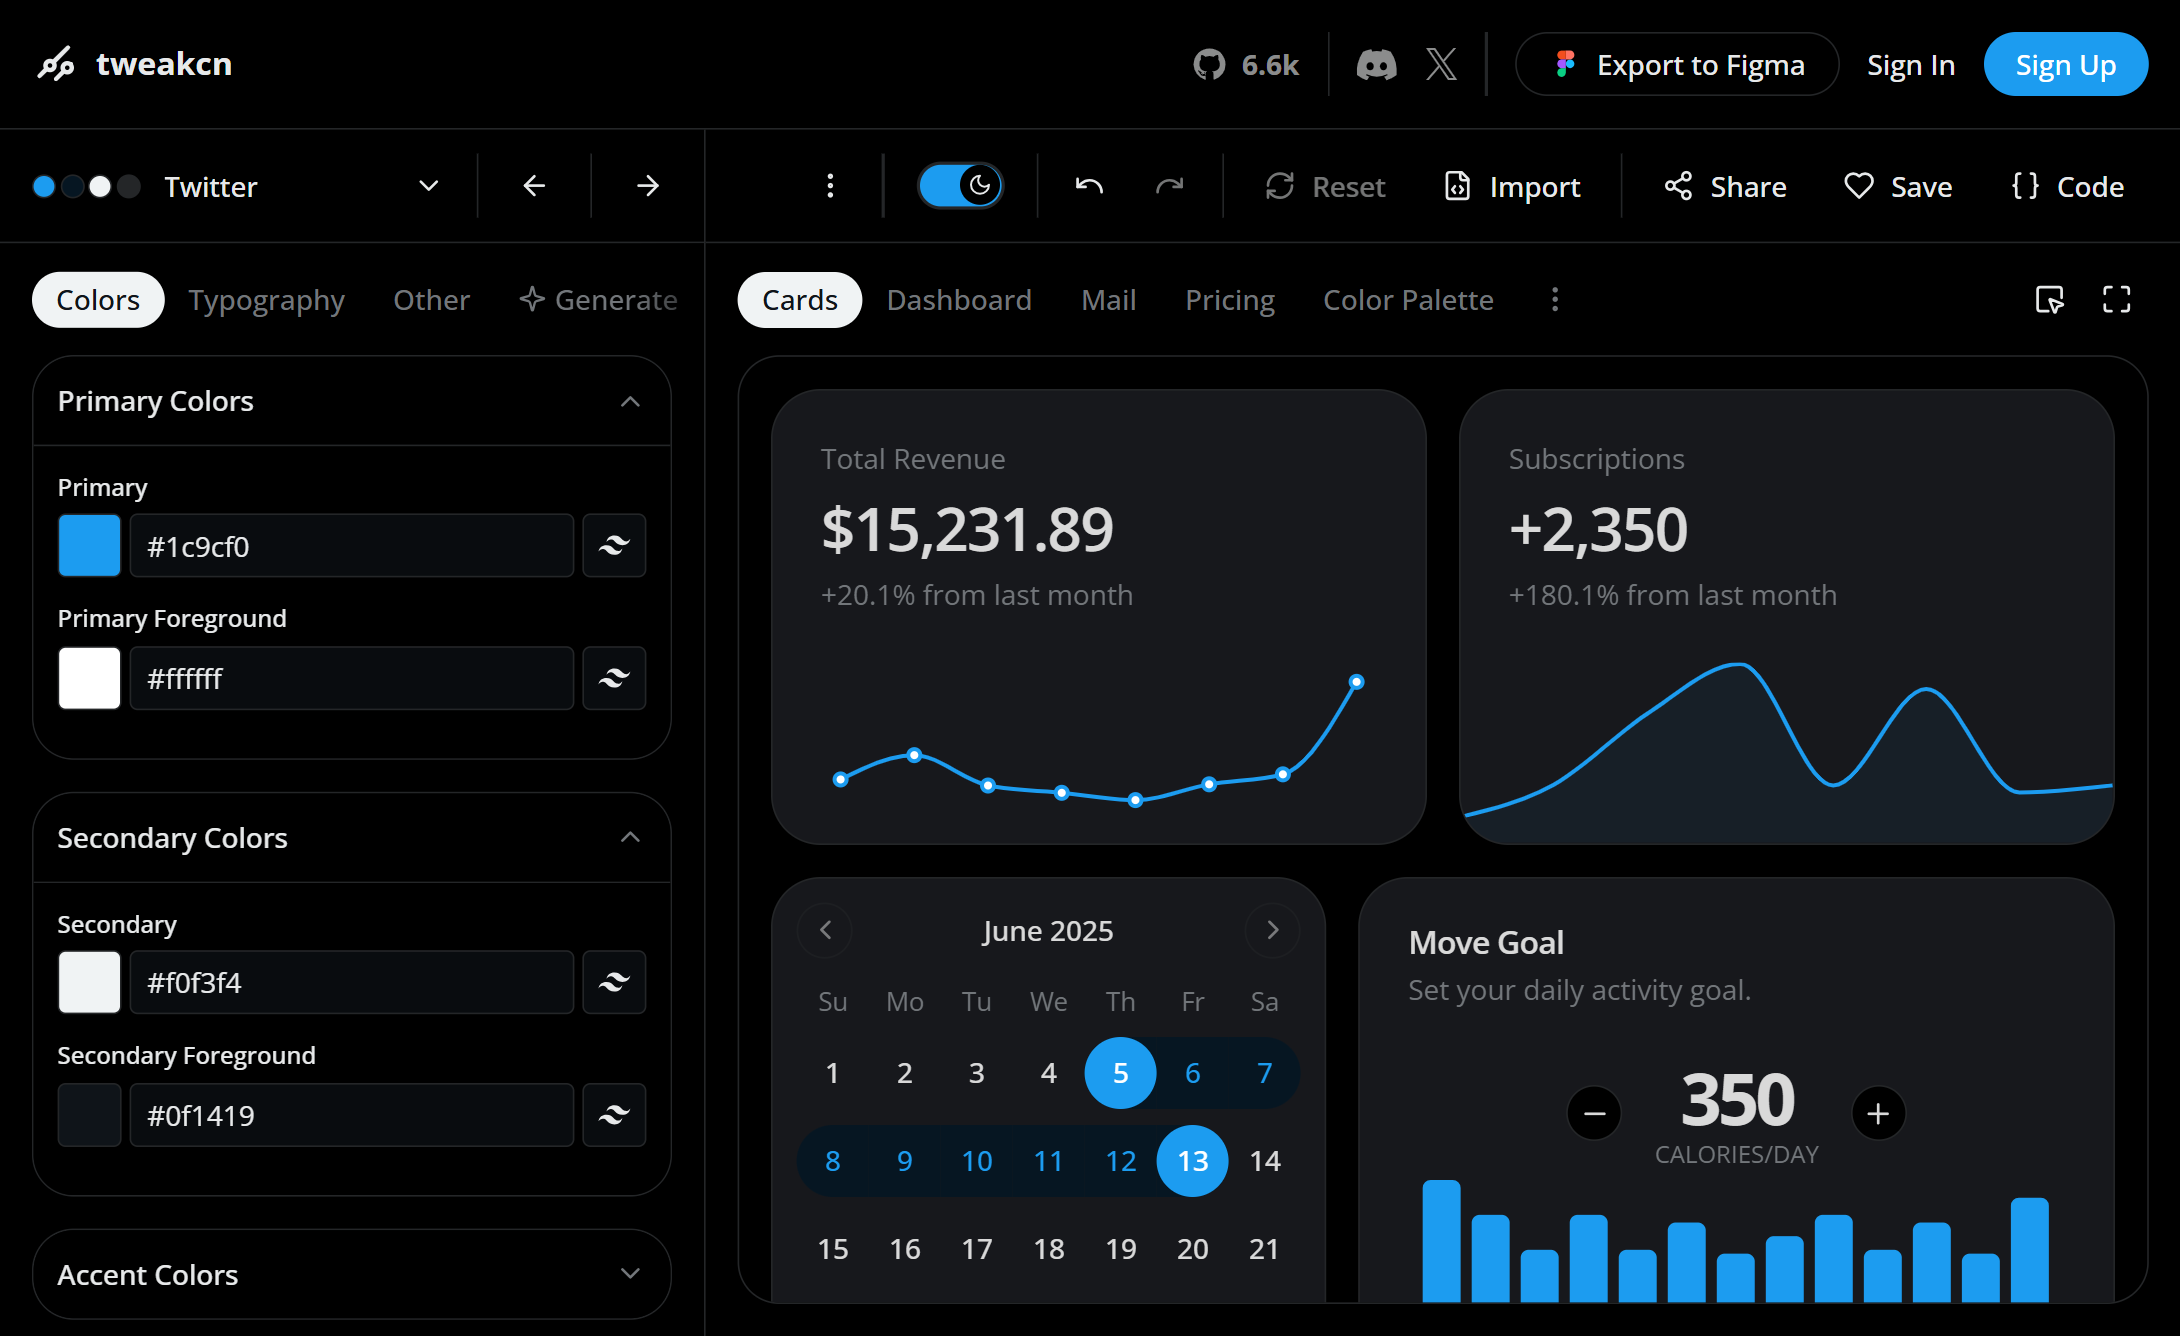 tweakcn
6.6k
Export to Figma
Sign In
Sign Up
Twitter
Reset
Import
Share
Save
Code
Colors
Typography
Other
Generate
Cards
Dashboard
Mail
Pricing
Color Palette
Primary Colors
Primary
#1c9cf0
Primary Foreground
#ffffff
Secondary Colors
Secondary
#f0f3f4
Secondary Foreground
#0f1419
Accent Colors
Total Revenue
$15,231.89
+20.1% from last month
Subscriptions
+2,350
+180.1% from last month
June 2025
Su Mo Tu We Th Fr Sa
1 2 3 4 5 6 7
8 9 10 11 12 13 14
15 16 17 18 19 20 21
Move Goal
Set your daily activity goal.
350
CALORIES/DAY